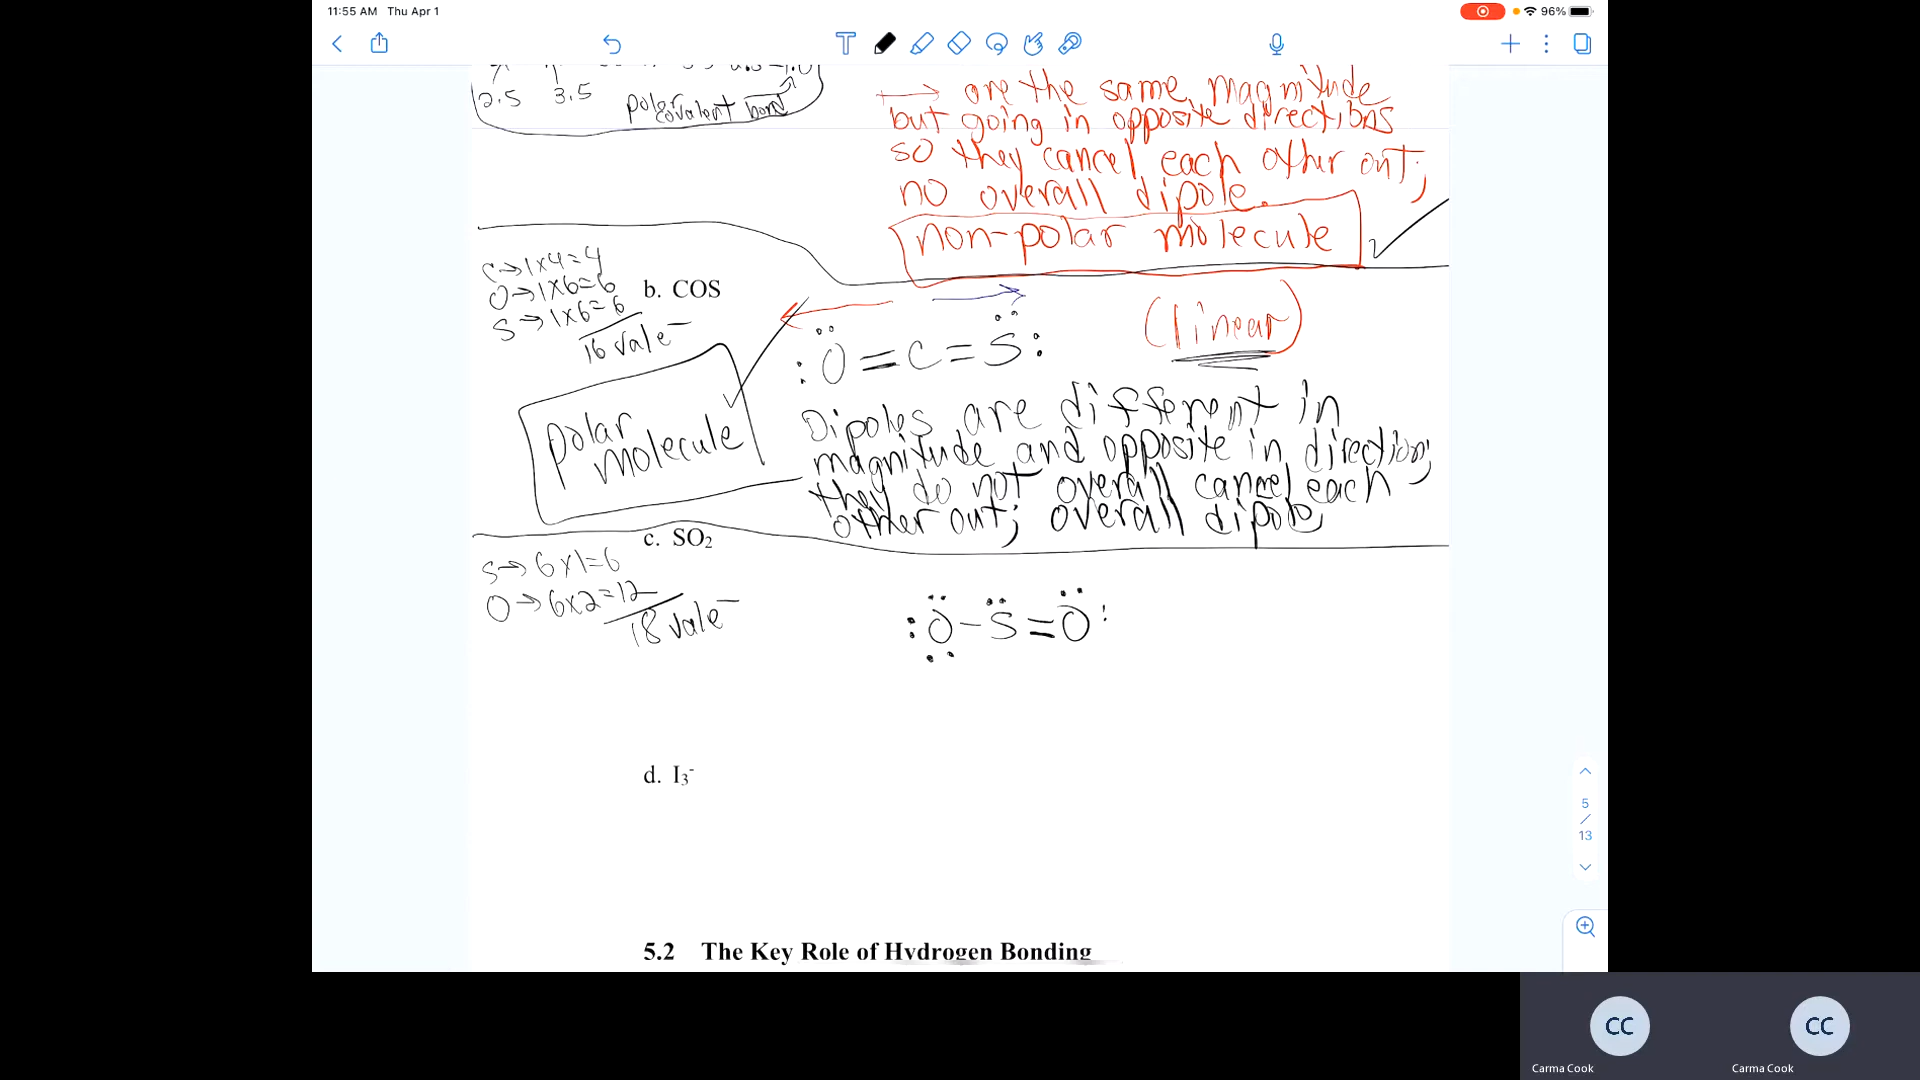 11:55 AM Thu Apr 1
96%
2.5 3.5 polar
covalent bond
are the same magnitude
but going in opposite directions
so they cancel each other out;
no overall dipole.
non-polar molecule
C→1x4=4
O→1x6=6
S→1x6=6
16 val e⁻
b. COS
O=C=S
(linear)
polar
molecule
Dipoles are different in
magnitude and opposite in direction;
they do not overall cancel each
other out; overall dipole
c. SO₂
S→6x1=6
O→6x2=12
18 val e⁻
:O-S=O:
d. I₃⁻
5
/
13
5.2 The Key Role of Hydrogen Bonding
CC CC
Carma Cook Carma Cook